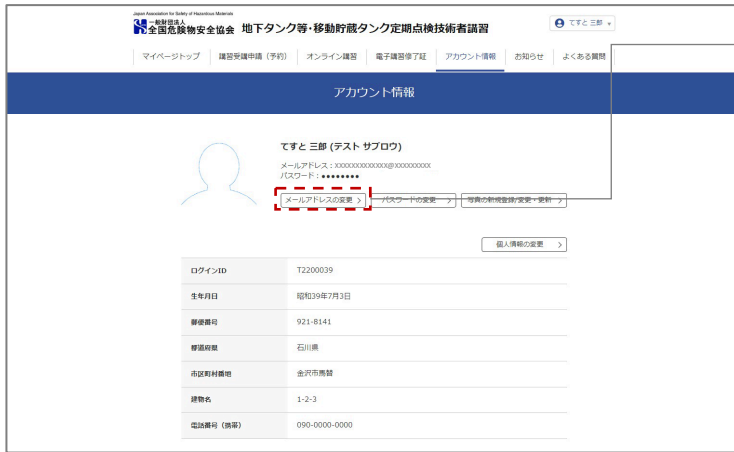 Japan Association for Safety of Hazardous Materials
一般財団法人
全国危険物安全協会 地下タンク等・移動貯蔵タンク定期点検技術者講習
てすと 三郎
マイページトップ 講習受講申請（予約） オンライン講習 電子講習修了証 アカウント情報 お知らせ よくある質問
アカウント情報
てすと 三郎 (テスト サブロウ)
メールアドレス：XXXXXXXXXXXXX@XXXXXXXXX
パスワード：●●●●●●●●
メールアドレスの変更 パスワードの変更 写真の新規登録/変更・更新
個人情報の変更
ログインID T2200039
生年月日 昭和39年7月3日
郵便番号 921-8141
都道府県 石川県
市区町村番地 金沢市馬替
建物名 1-2-3
電話番号（携帯） 090-0000-0000